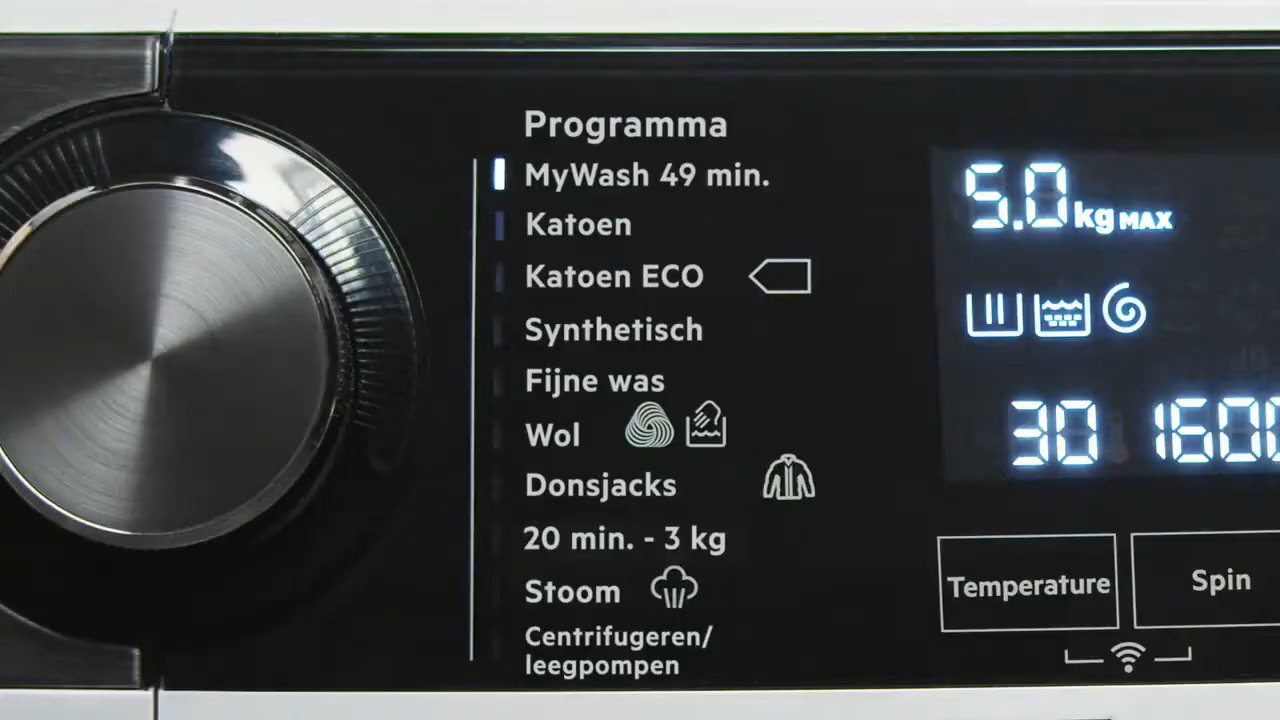 Programma
MyWash 49 min.
Katoen
Katoen ECO
Synthetisch
Fijne was
Wol
Donsjacks
20 min. - 3 kg
Stoom
Centrifugeren/
leegpompen
5.0 kg MAX
30 1600
Temperature
Spin